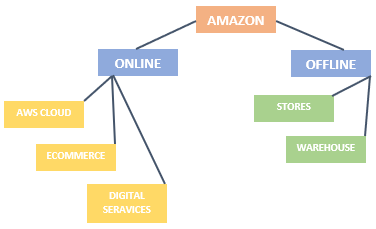 AMAZON
ONLINE
OFFLINE
AWS CLOUD
STORES
ECOMMERCE
WAREHOUSE
DIGITAL
SERAVICES